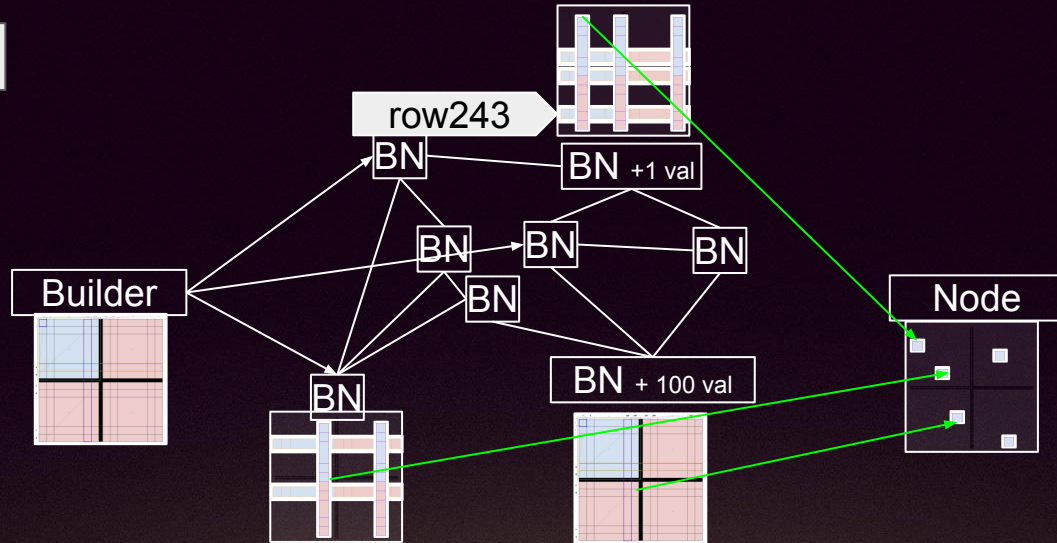 row243
BN
BN +1 val
BN
BN
BN
BN
Builder
Node
BN
BN + 100 val